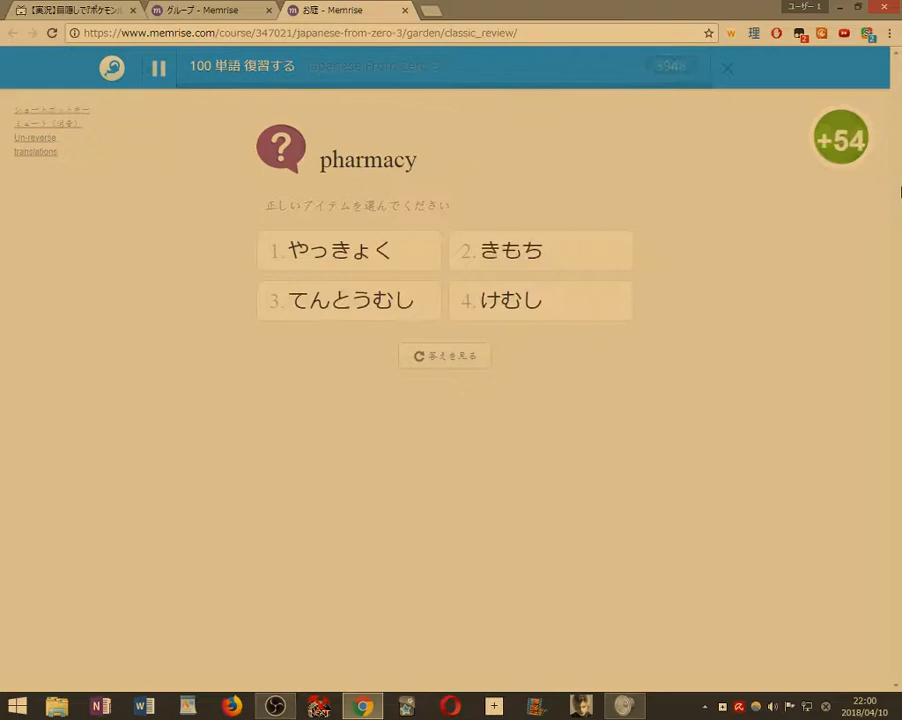 【実況】目隠しで『ポケモン
グループ - Memrise
お庭 - Memrise
ユーザー 1
https://www.memrise.com/course/347021/japanese-from-zero-3/garden/classic_review/
100 単語 復習する
Japanese From Zero 3
3948
ショートカットキー
ミュート（消音）
Un-reverse
translations
+54
?
pharmacy
正しいアイテムを選んでください
1. やっきょく
2. きもち
3. てんとうむし
4. けむし
答えを見る
22:00
2018/04/10